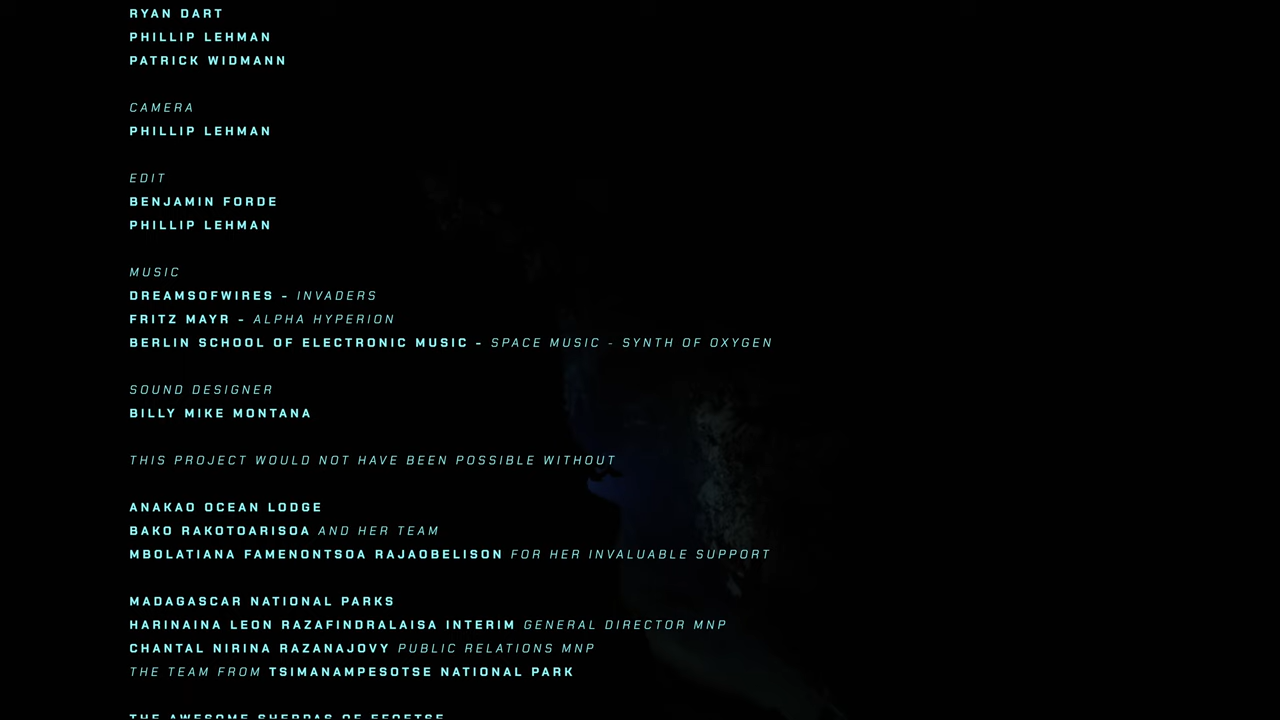 RYAN DART
PHILLIP LEHMAN
PATRICK WIDMANN
CAMERA
PHILLIP LEHMAN
EDIT
BENJAMIN FORDE
PHILLIP LEHMAN
MUSIC
DREAMSOFWIRES - INVADERS
FRITZ MAYR - ALPHA HYPERION
BERLIN SCHOOL OF ELECTRONIC MUSIC - SPACE MUSIC - SYNTH OF OXYGEN
SOUND DESIGNER
BILLY MIKE MONTANA
THIS PROJECT WOULD NOT HAVE BEEN POSSIBLE WITHOUT
ANAKAO OCEAN LODGE
BAKO RAKOTOARISOA AND HER TEAM
MBOLATIANA FAMENONTSOA RAJAOBELISON FOR HER INVALUABLE SUPPORT
MADAGASCAR NATIONAL PARKS
HARINAINA LEON RAZAFINDRALAISA INTERIM GENERAL DIRECTOR MNP
CHANTAL NIRINA RAZANAJOVY PUBLIC RELATIONS MNP
THE TEAM FROM TSIMANAMPESOTSE NATIONAL PARK
THE AWESOME SHERPAS OF